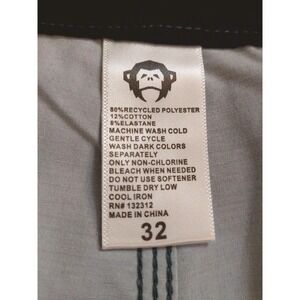 80%RECYCLED POLYESTER
12%COTTON
8%ELASTANE
MACHINE WASH COLD
GENTLE CYCLE
WASH DARK COLORS
SEPARATELY
ONLY NON-CHLORINE
BLEACH WHEN NEEDED
DO NOT USE SOFTENER
TUMBLE DRY LOW
COOL IRON
RN# 132312
MADE IN CHINA
32